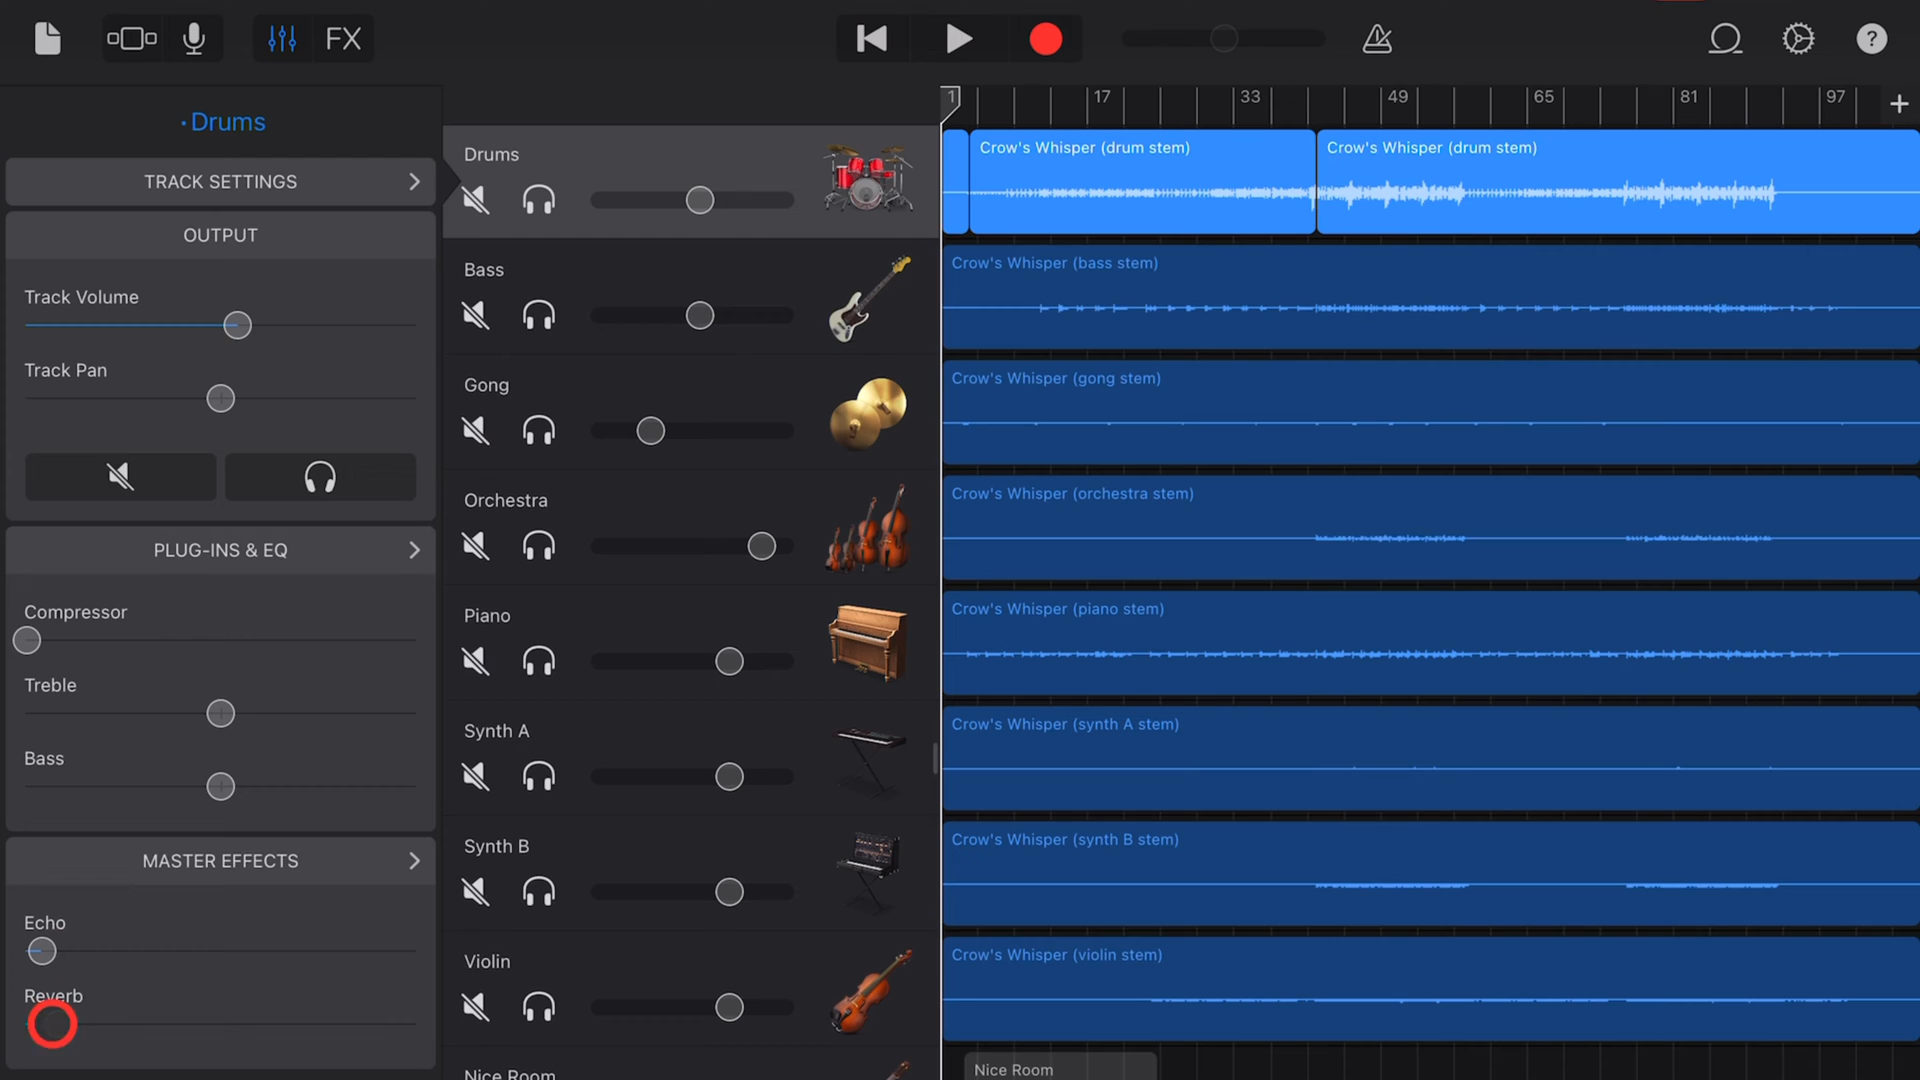 FX
?
· Drums
TRACK SETTINGS
OUTPUT
Track Volume
Track Pan
PLUG-INS & EQ
Compressor
Treble
Bass
MASTER EFFECTS
Echo
Reverb
Drums
Bass
Gong
Orchestra
Piano
Synth A
Synth B
Violin
Nice Room
1 17 33 49 65 81 97 +
Crow's Whisper (drum stem) Crow's Whisper (drum stem)
Crow's Whisper (bass stem)
Crow's Whisper (gong stem)
Crow's Whisper (orchestra stem)
Crow's Whisper (piano stem)
Crow's Whisper (synth A stem)
Crow's Whisper (synth B stem)
Crow's Whisper (violin stem)
Nice Room